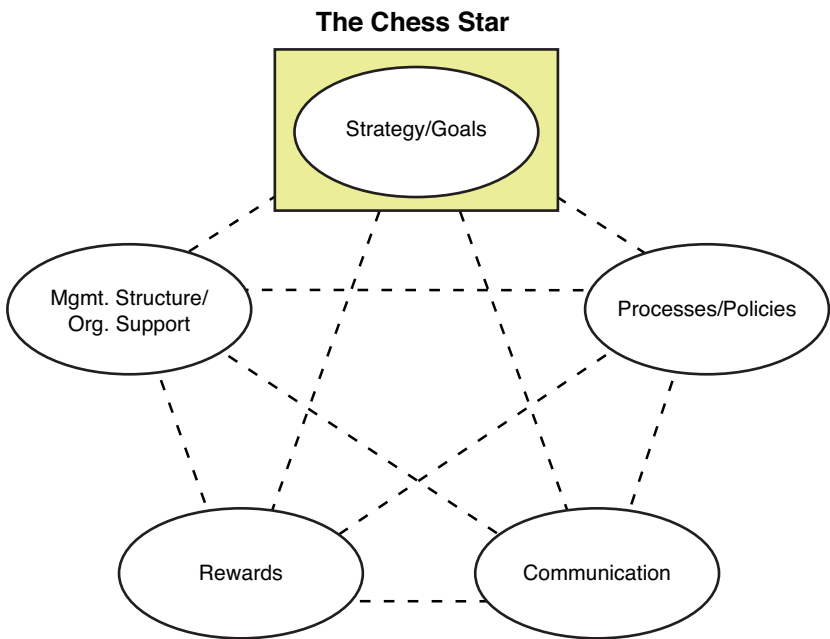 The Chess Star
Strategy/Goals
Mgmt. Structure/
Org. Support
Processes/Policies
Rewards
Communication